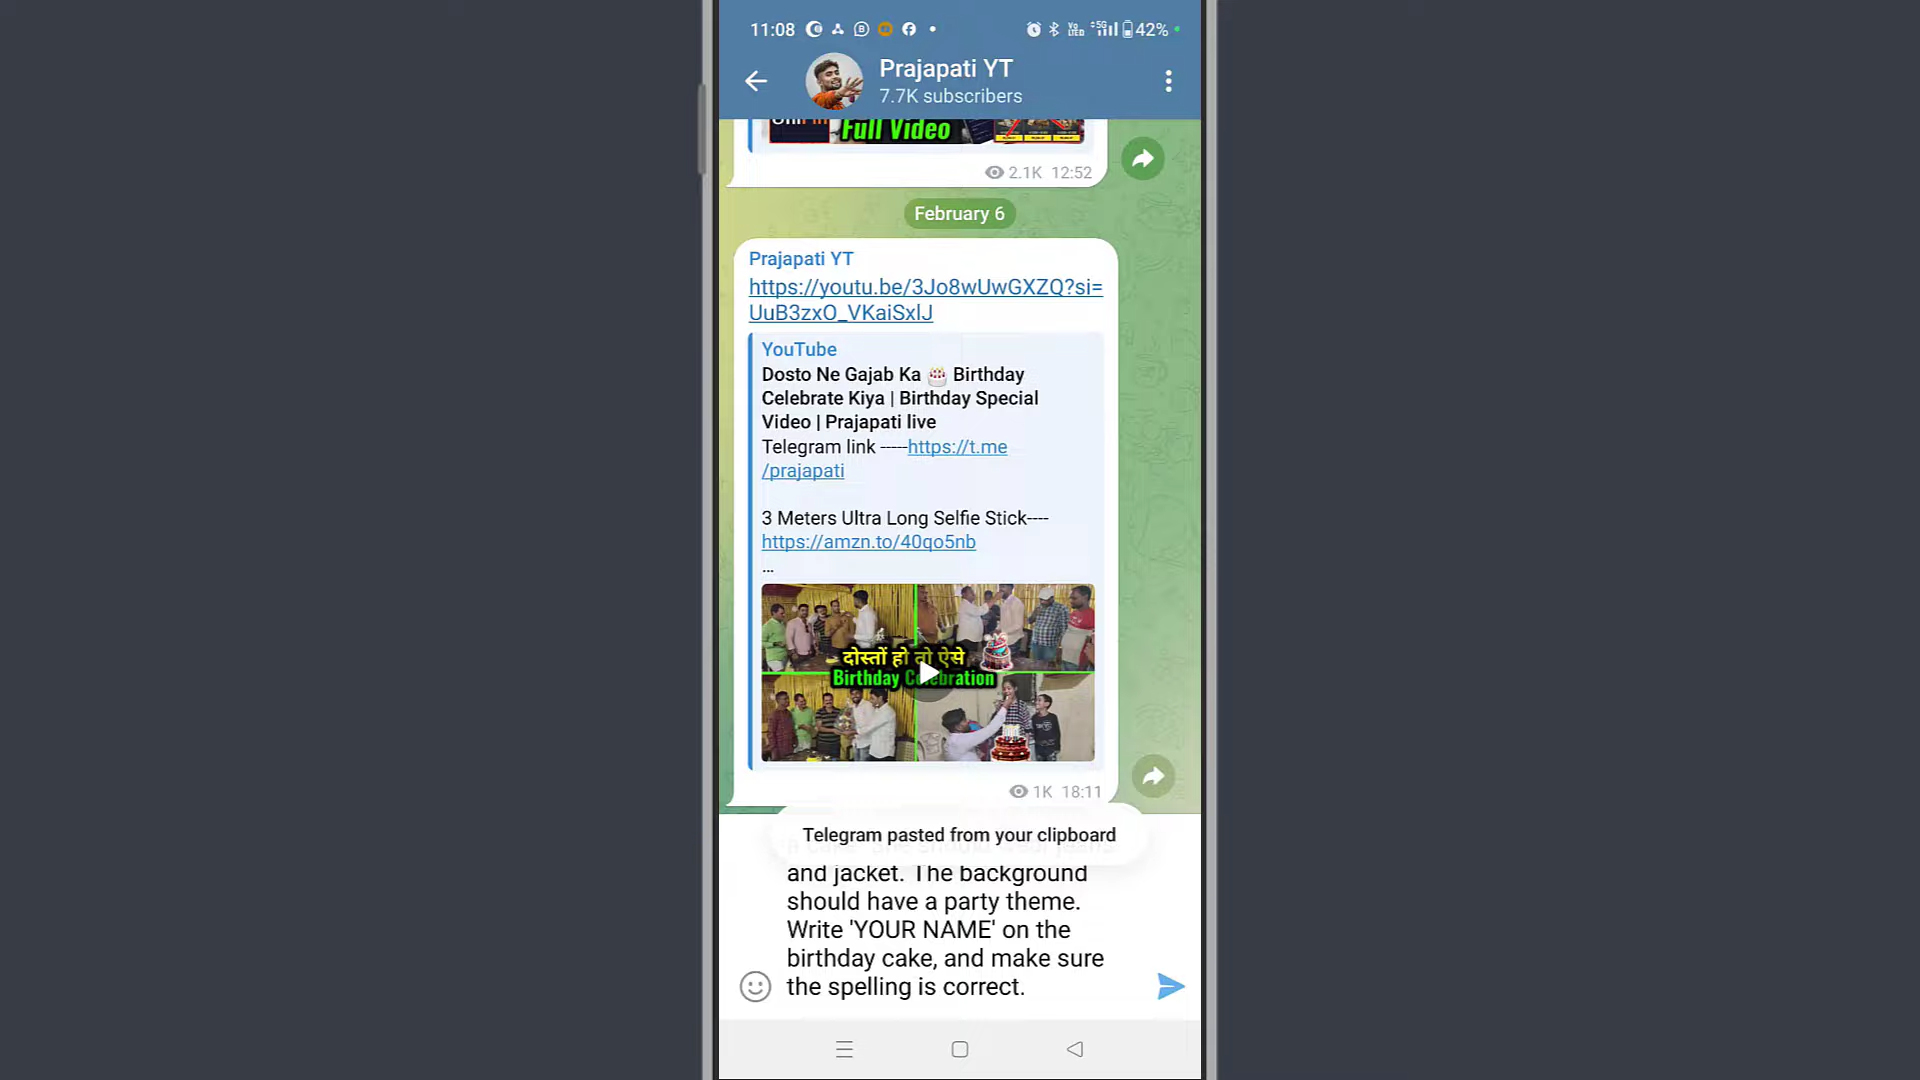 11:08
42%
Prajapati YT
7.7K subscribers
Full Video
2.1K 12:52
February 6
Prajapati YT
https://youtu.be/3Jo8wUwGXZQ?si=
UuB3zxO_VKaiSxlJ
YouTube
Dosto Ne Gajab Ka 🎂 Birthday
Celebrate Kiya | Birthday Special
Video | Prajapati live
Telegram link -----https://t.me
/prajapati
3 Meters Ultra Long Selfie Stick----
https://amzn.to/40qo5nb
...
दोस्तों हो तो ऐसे
Birthday Celebration
1K 18:11
Telegram pasted from your clipboard
and jacket. The background
should have a party theme.
Write 'YOUR NAME' on the
birthday cake, and make sure
the spelling is correct.